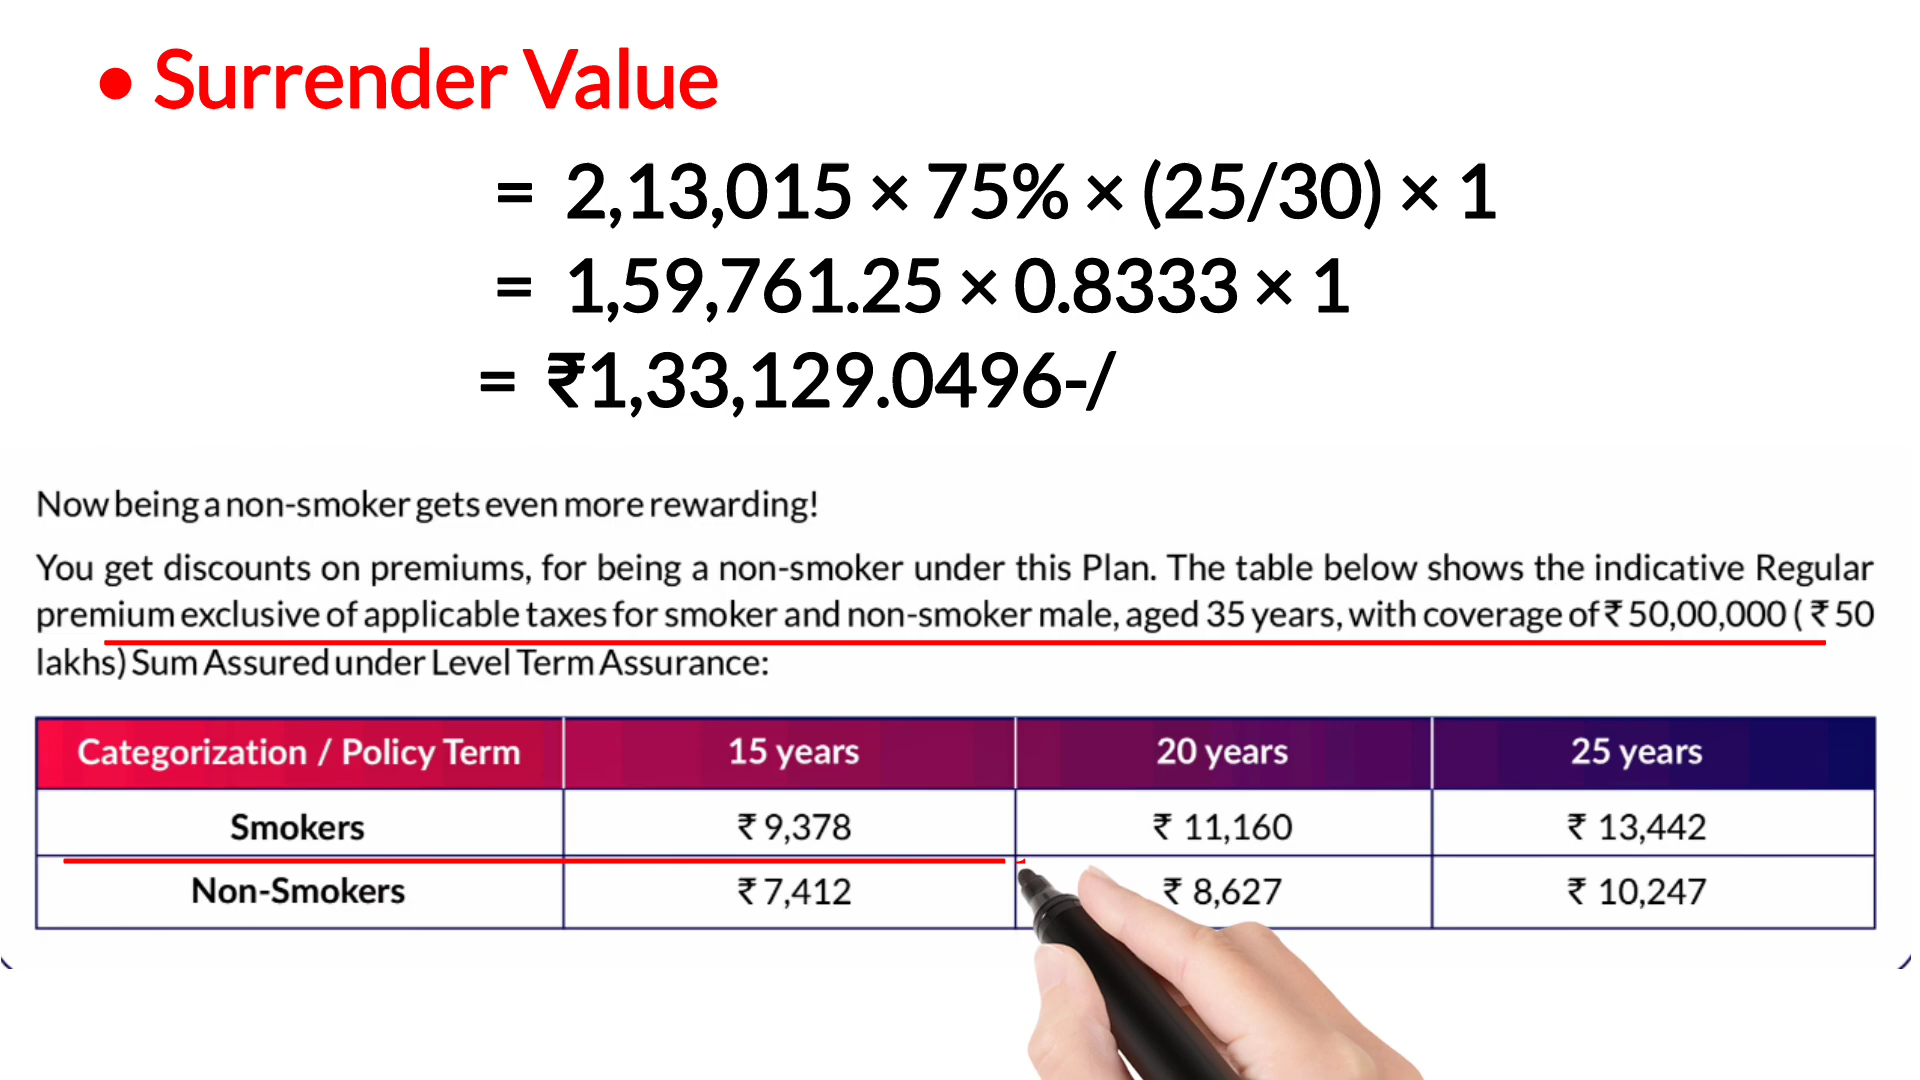 • Surrender Value
= 2,13,015 × 75% × (25/30) × 1
= 1,59,761.25 × 0.8333 × 1
= ₹1,33,129.0496-/
Now being a non-smoker gets even more rewarding!
You get discounts on premiums, for being a non-smoker under this Plan. The table below shows the indicative Regular
premium exclusive of applicable taxes for smoker and non-smoker male, aged 35 years, with coverage of ₹ 50,00,000 ( ₹ 50
lakhs) Sum Assured under Level Term Assurance:
Categorization / Policy Term 15 years 20 years 25 years
Smokers ₹ 9,378 ₹ 11,160 ₹ 13,442
Non-Smokers ₹ 7,412 ₹ 8,627 ₹ 10,247